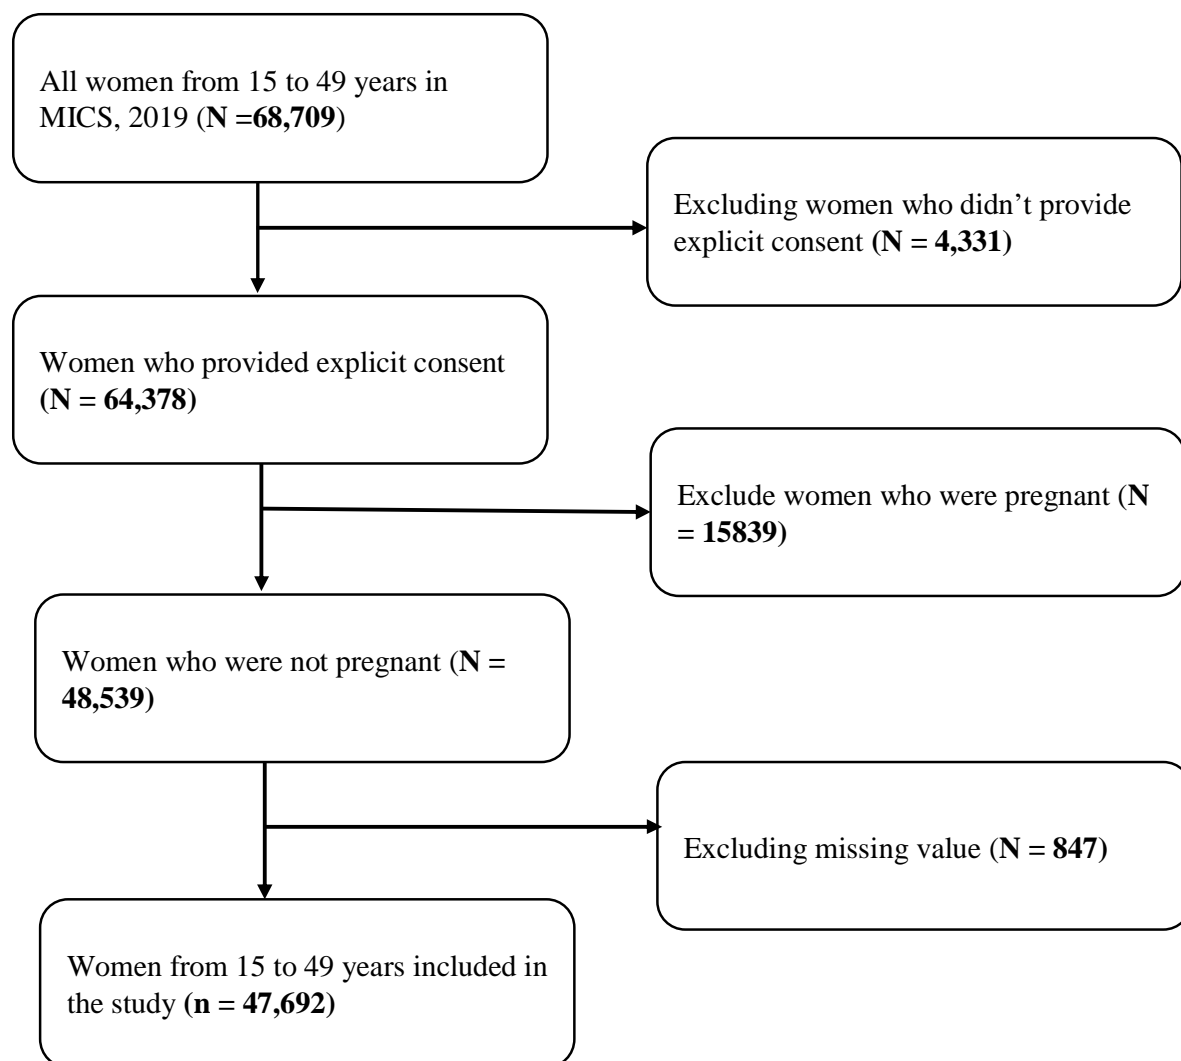 All women from 15 to 49 years in
MICS, 2019 (N =68,709)
Excluding women who didn’t provide
explicit consent (N = 4,331)
Women who provided explicit consent
(N = 64,378)
Exclude women who were pregnant (N
= 15839)
Women who were not pregnant (N =
48,539)
Excluding missing value (N = 847)
Women from 15 to 49 years included in
the study (n = 47,692)